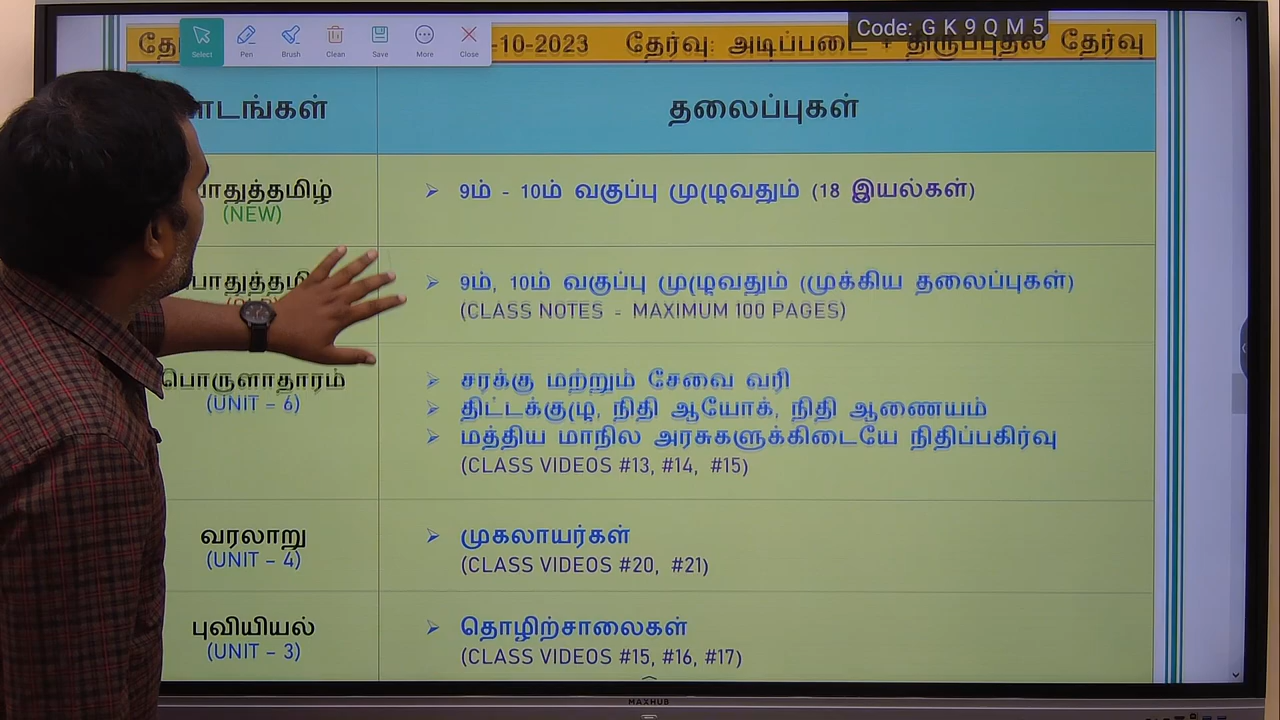 Code: G K 9 Q M 5
Select Pen Brush Clean Save More Close
-10-2023 தேர்வு: அடிப்படை + திருப்புதல் தேர்வு
தலைப்புகள்
(NEW)
9ம் - 10ம் வகுப்பு முழுவதும் (18 இயல்கள்)
9ம், 10ம் வகுப்பு முழுவதும் (முக்கிய தலைப்புகள்)
(CLASS NOTES - MAXIMUM 100 PAGES)
பொருளாதாரம்
(UNIT – 6)
சரக்கு மற்றும் சேவை வரி
திட்டக்குழு, நிதி ஆயோக், நிதி ஆணையம்
மத்திய மாநில அரசுகளுக்கிடையே நிதிப்பகிர்வு
(CLASS VIDEOS #13, #14, #15)
வரலாறு
(UNIT – 4)
முகலாயர்கள்
(CLASS VIDEOS #20, #21)
புவியியல்
(UNIT – 3)
தொழிற்சாலைகள்
(CLASS VIDEOS #15, #16, #17)
MAXHUB